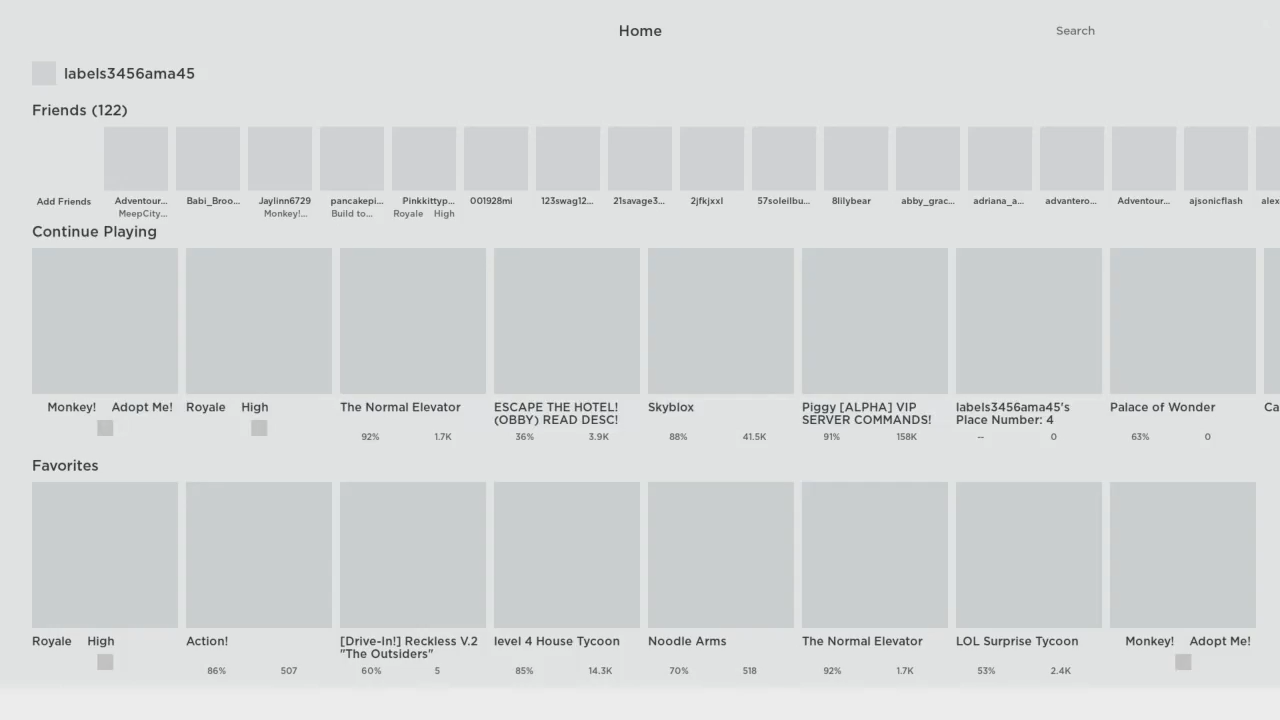 Home
Search
labels3456ama45
Friends (122)
Add Friends
Adventour...
MeepCity...
Babi_Broo...
Jaylinn6729
Monkey!...
pancakepi...
Build to...
Pinkkittyp...
Royale High
001928mi
123swag12...
21savage3...
2jfkjxxl
57soleilbu...
8lilybear
abby_grac...
adriana_a...
advantero...
Adventour...
ajsonicflash
alex
Continue Playing
Monkey! Adopt Me!
Royale High
The Normal Elevator
92% 1.7K
ESCAPE THE HOTEL!
(OBBY) READ DESC!
36% 3.9K
Skyblox
88% 41.5K
Piggy [ALPHA] VIP
SERVER COMMANDS!
91% 158K
labels3456ama45's
Place Number: 4
-- 0
Palace of Wonder
63% 0
Ca
Favorites
Royale High
Action!
86% 507
[Drive-In!] Reckless V.2
"The Outsiders"
60% 5
level 4 House Tycoon
85% 14.3K
Noodle Arms
70% 518
The Normal Elevator
92% 1.7K
LOL Surprise Tycoon
53% 2.4K
Monkey! Adopt Me!